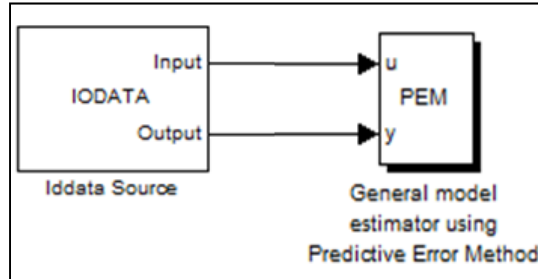 Input
IODATA
Output
Iddata Source
u
PEM
y
General model
estimator using
Predictive Error Method